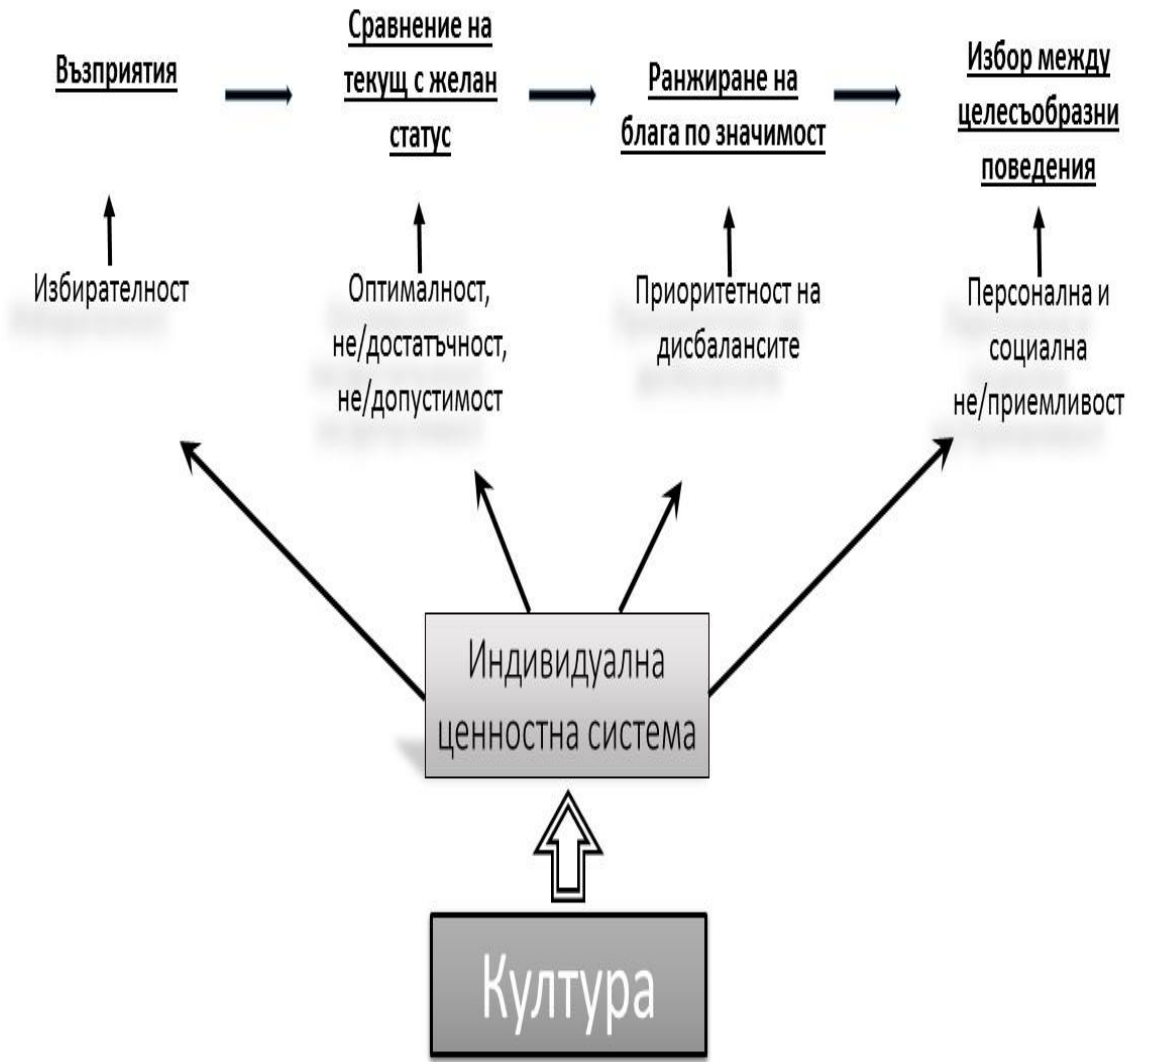 Възприятия
Сравнение на
текущ с желан
статус
Ранжиране на
блага по значимост
Избор между
целесъобразни
поведения
Избирателност
Оптималност,
не/достатъчност,
не/допустимост
Приоритетност на
дисбалансите
Персонална и
социална
не/приемливост
Индивидуална
ценностна система
Култура